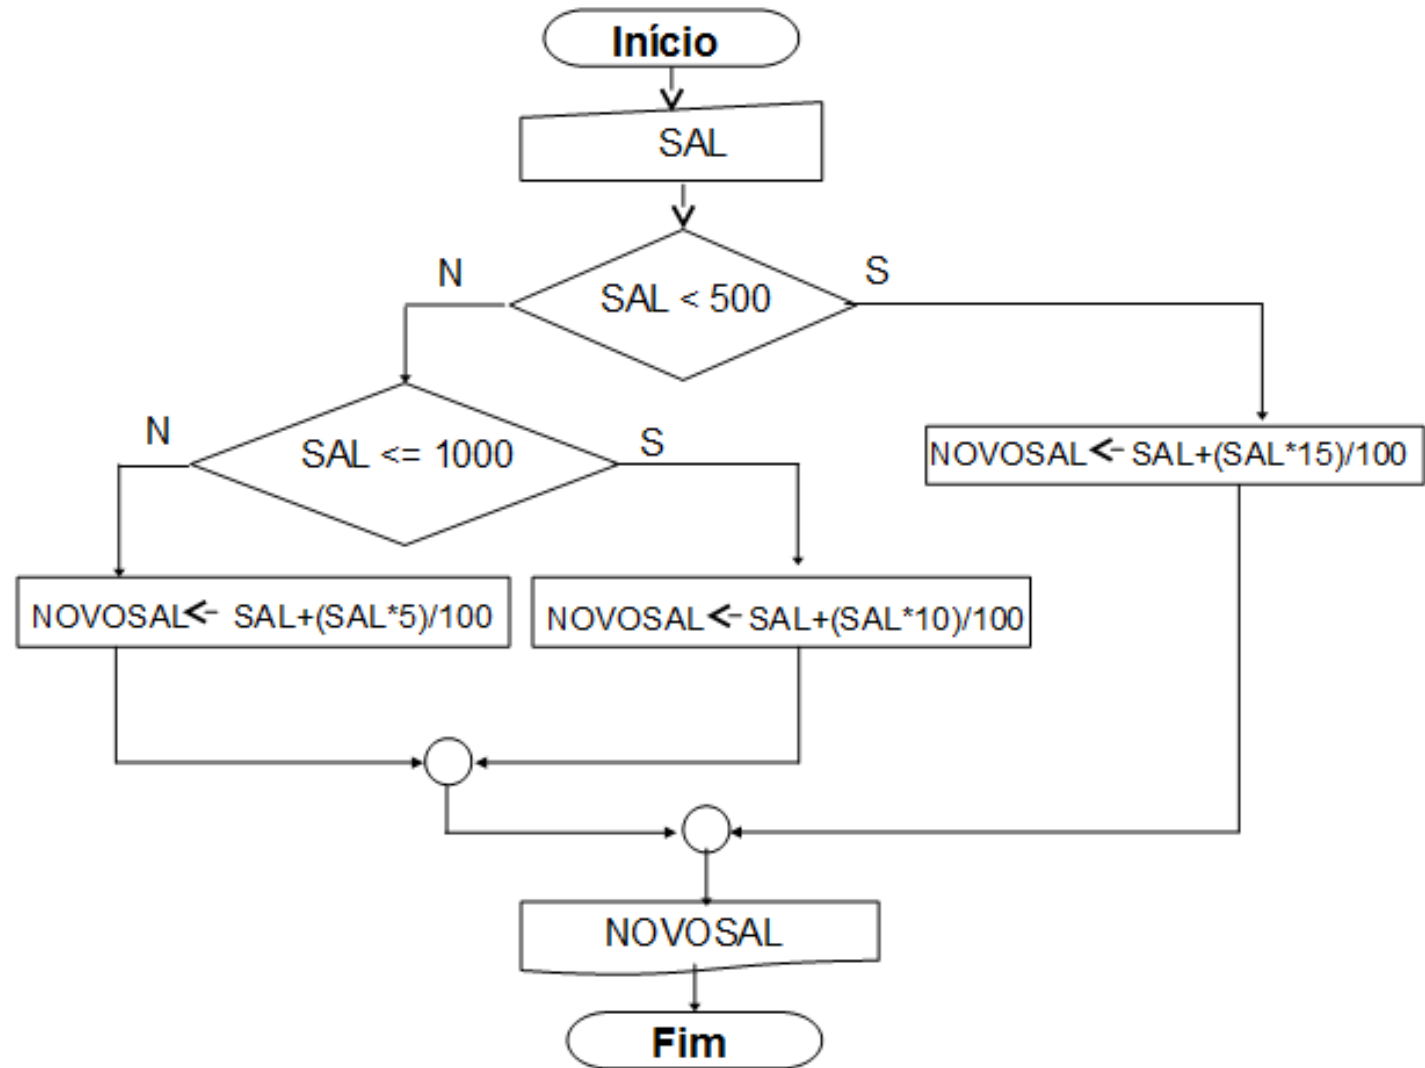 Início
SAL
N
SAL < 500
S
N
SAL <= 1000
S
NOVOSAL<- SAL+(SAL*15)/100
NOVOSAL<- SAL+(SAL*5)/100
NOVOSAL<- SAL+(SAL*10)/100
NOVOSAL
Fim